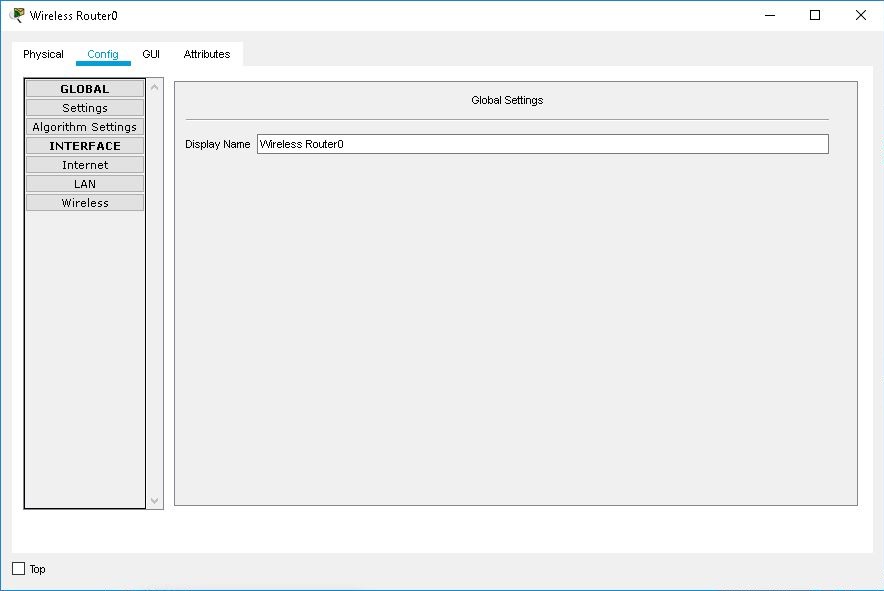 Wireless Router0
Physical Config GUI Attributes
GLOBAL
Settings
Algorithm Settings
INTERFACE
Internet
LAN
Wireless
Global Settings
Display Name Wireless Router0
Top